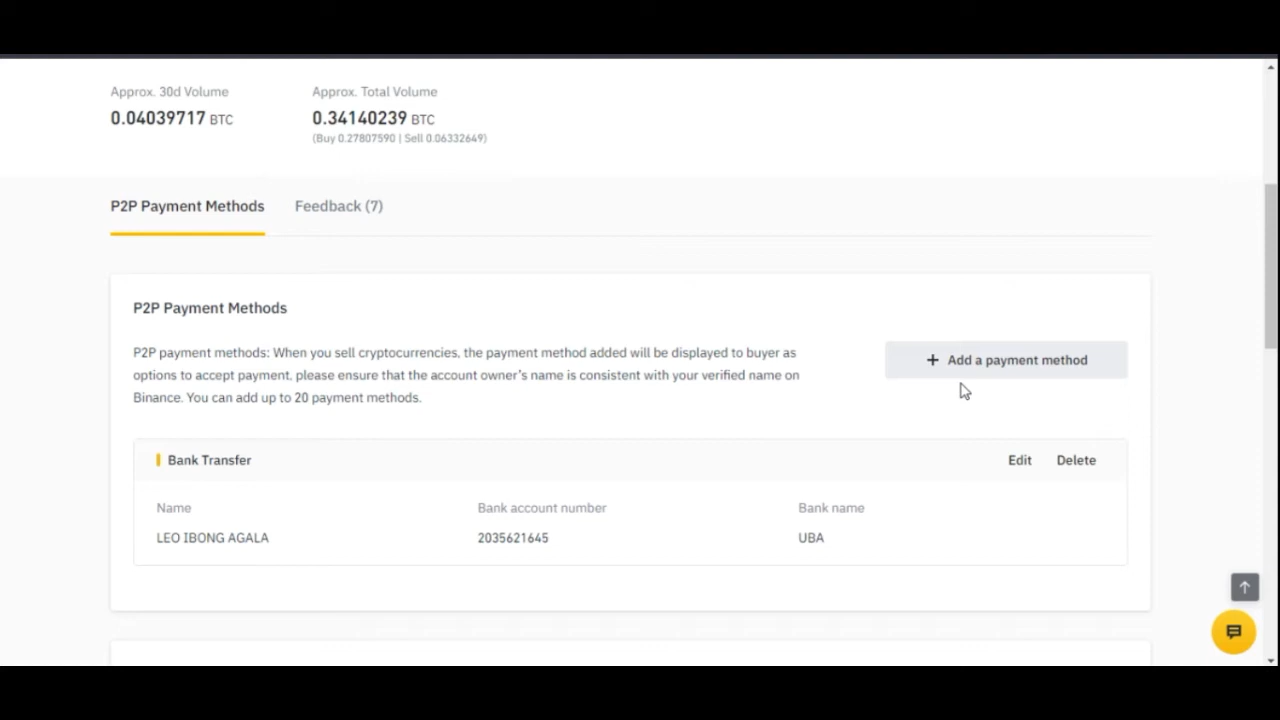 Approx. 30d Volume
Approx. Total Volume
0.04039717 BTC
0.34140239 BTC
(Buy 0.27807590 | Sell 0.06332649)
P2P Payment Methods
Feedback (7)
P2P Payment Methods
P2P payment methods: When you sell cryptocurrencies, the payment method added will be displayed to buyer as
options to accept payment, please ensure that the account owner's name is consistent with your verified name on
Binance. You can add up to 20 payment methods.
+ Add a payment method
Bank Transfer
Edit
Delete
Name
Bank account number
Bank name
LEO IBONG AGALA
2035621645
UBA